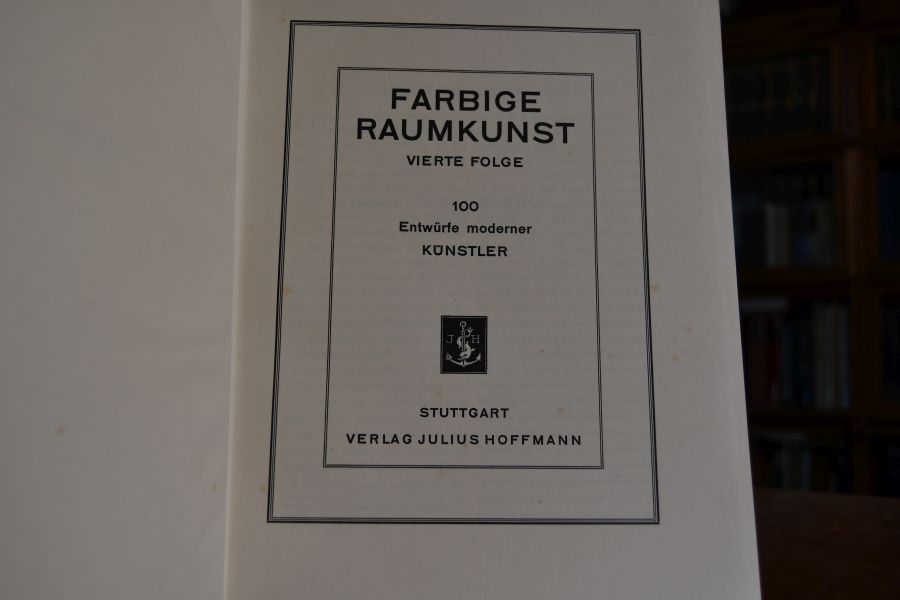 FARBIGE
RAUMKUNST
VIERTE FOLGE
100
Entwürfe moderner
KÜNSTLER
J H
STUTTGART
VERLAG JULIUS HOFFMANN